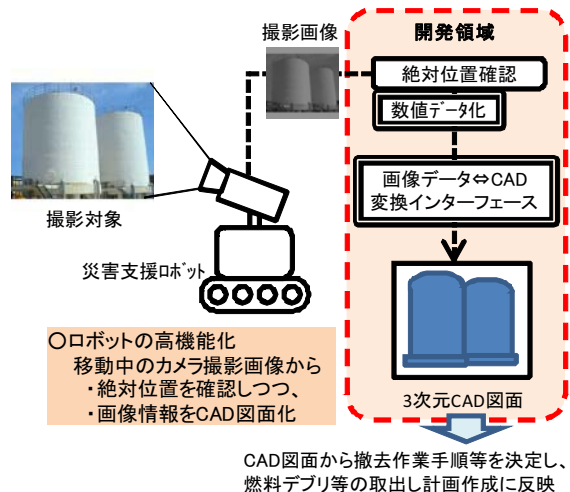 撮影画像
開発領域
絶対位置確認
数値データ化
画像データ⇔CAD
変換インターフェース
撮影対象
災害支援ロボット
3次元CAD図面
〇ロボットの高機能化
移動中のカメラ撮影画像から
・絶対位置を確認しつつ、
・画像情報をCAD図面化
CAD図面から撤去作業手順等を決定し、
燃料デブリ等の取出し計画作成に反映